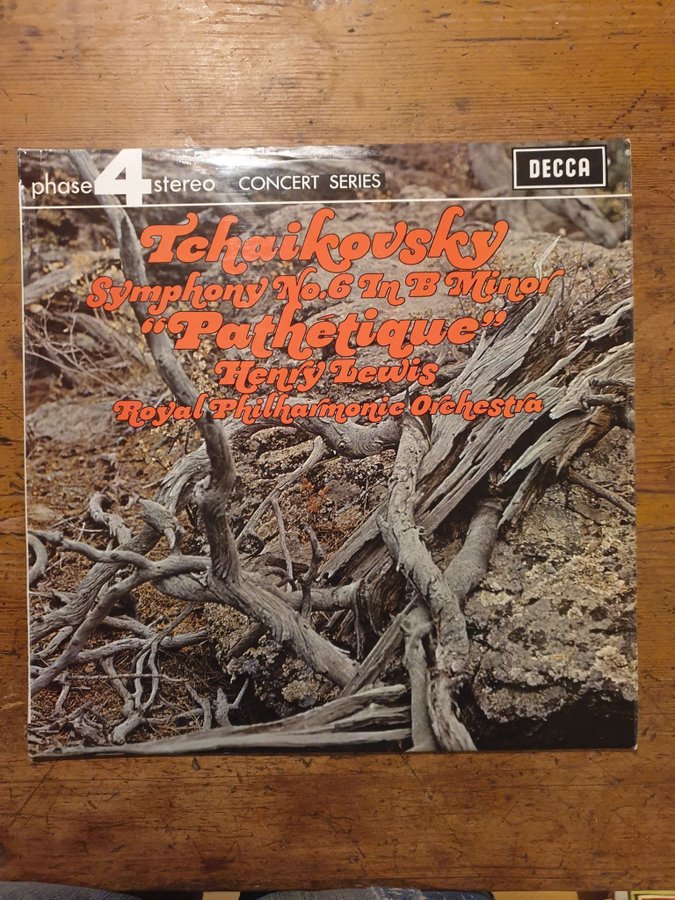 phase 4 stereo CONCERT SERIES
DECCA
Tchaikovsky
Symphony No.6 In B Minor
"Pathétique"
Henry Lewis
Royal Philharmonic Orchestra